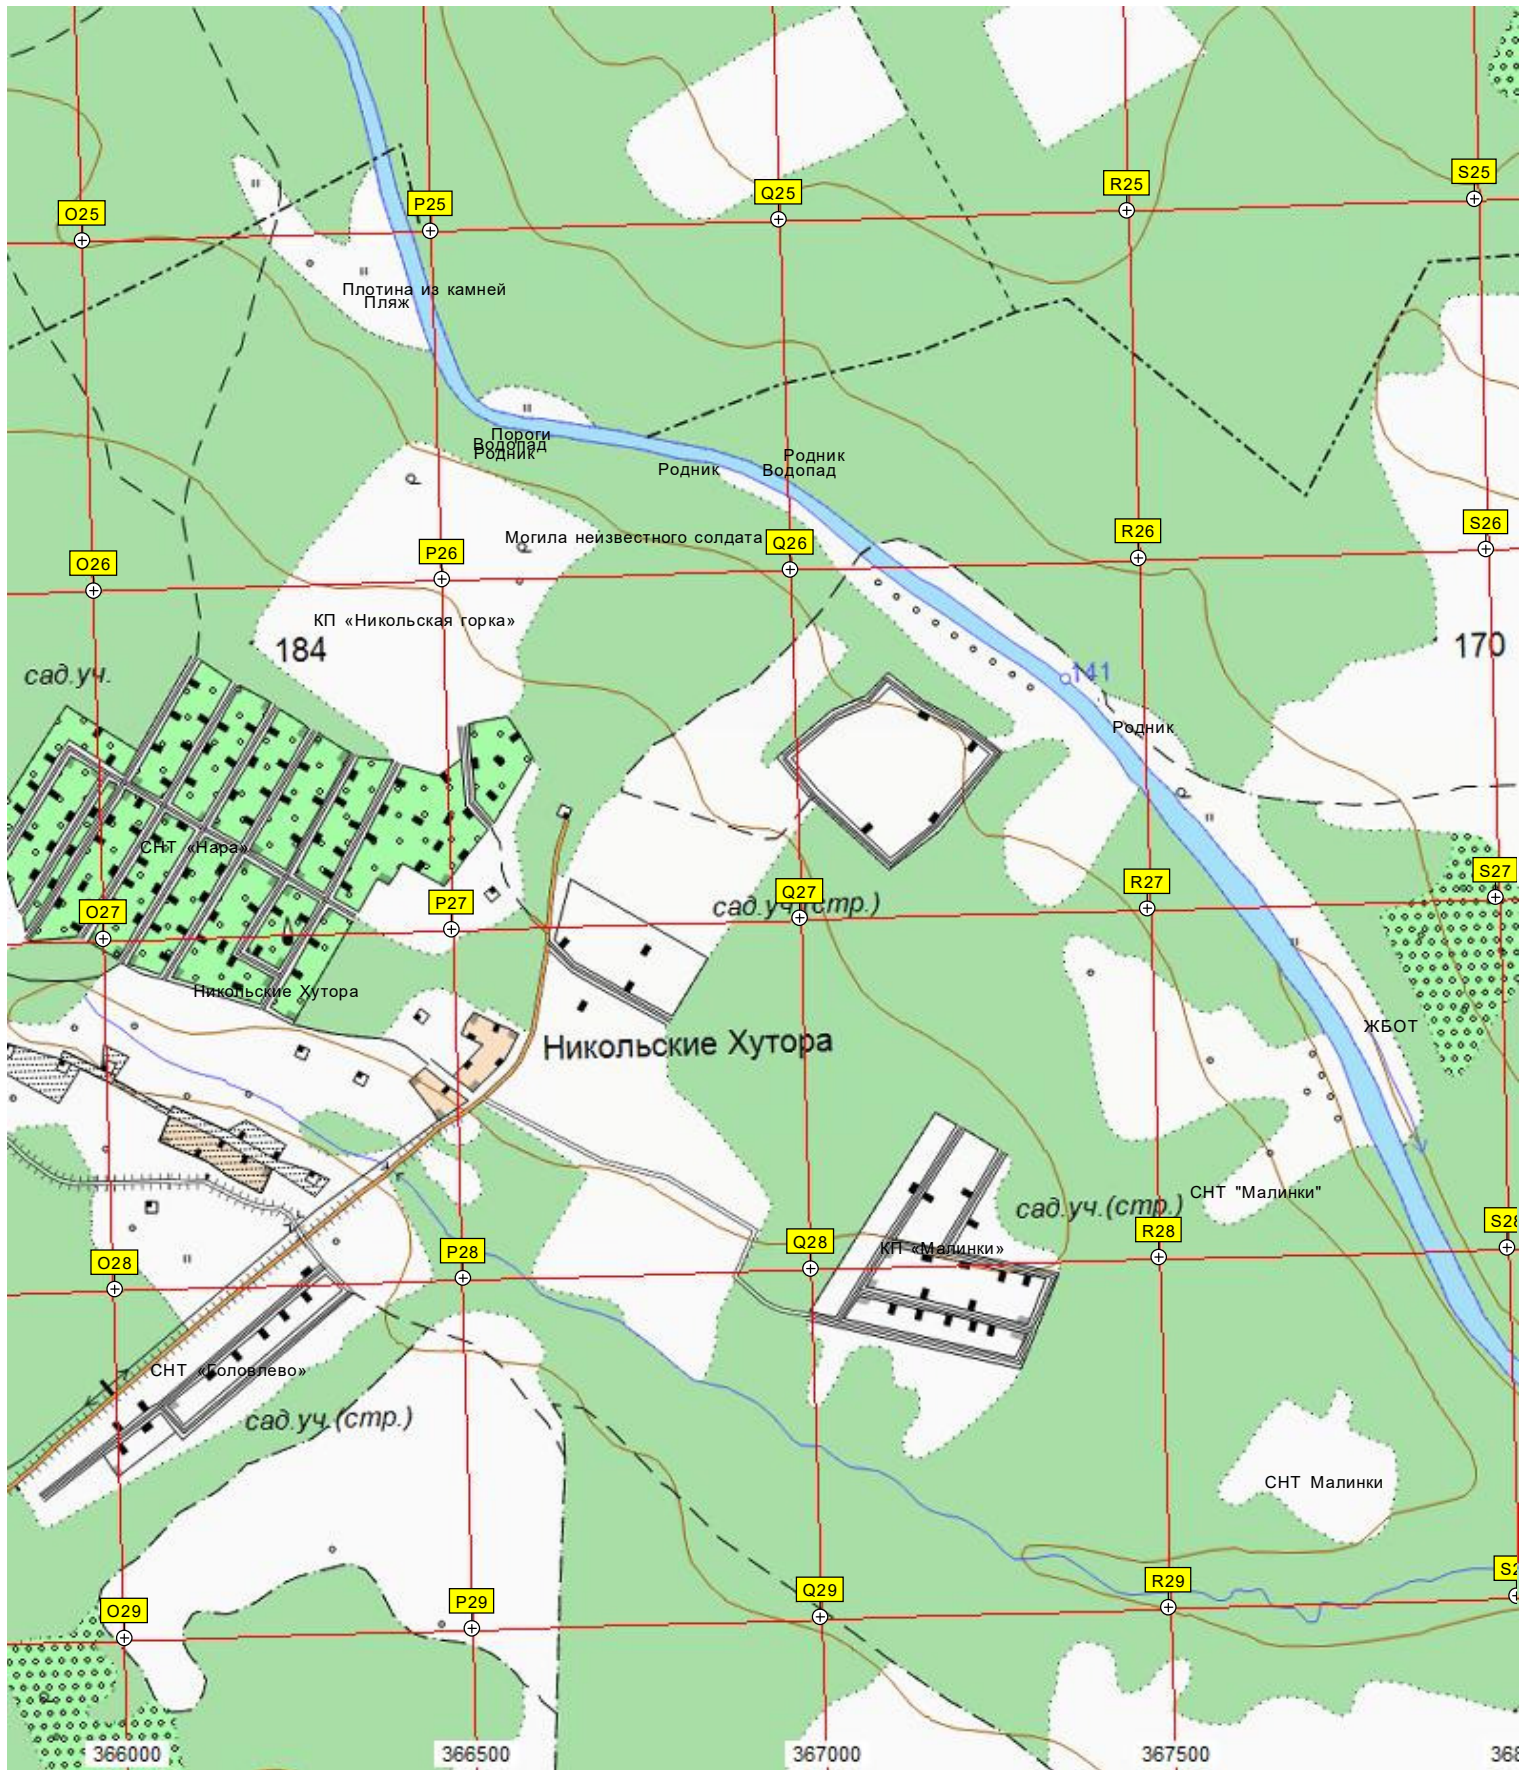 S25
R25
Q25
P25
O25
Плотина из камней
Пляж
Пороги
Водопад
Родник
Родник
Родник
Водопад
S26
R26
Могила неизвестного солдата
Q26
P26
O26
КП «Никольская горка»
184
170
сад.уч.
141
Родник
СНТ «Нара»
S27
R27
Q27
сад.уч.(стр.)
P27
O27
Никольские Хутора
ЖБОТ
Никольские Хутора
СНТ "Малинки"
сад.уч.(стр.)
S28
R28
Q28
КП «Малинки»
P28
O28
СНТ «Головлево»
сад.уч.(стр.)
СНТ Малинки
S2
R29
Q29
P29
O29
366000
366500
367000
367500
368